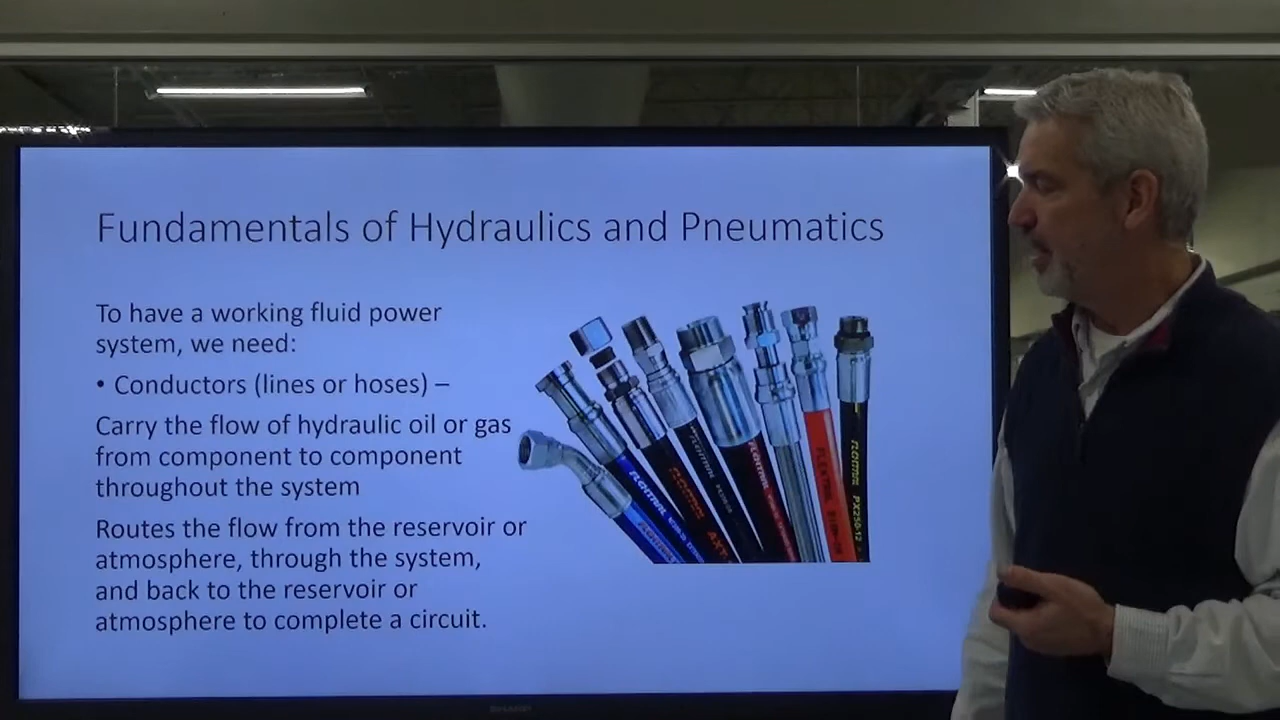 Fundamentals of Hydraulics and Pneumatics
To have a working fluid power
system, we need:
• Conductors (lines or hoses) –
Carry the flow of hydraulic oil or gas
from component to component
throughout the system
Routes the flow from the reservoir or
atmosphere, through the system,
and back to the reservoir or
atmosphere to complete a circuit.
PX250-12